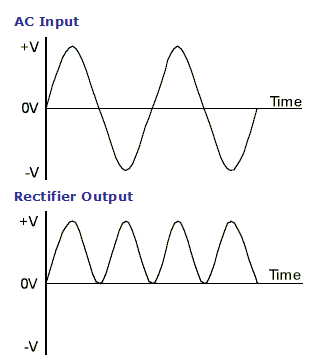 AC Input
+V
Time
0V
-V
Rectifier Output
+V
Time
0V
-V